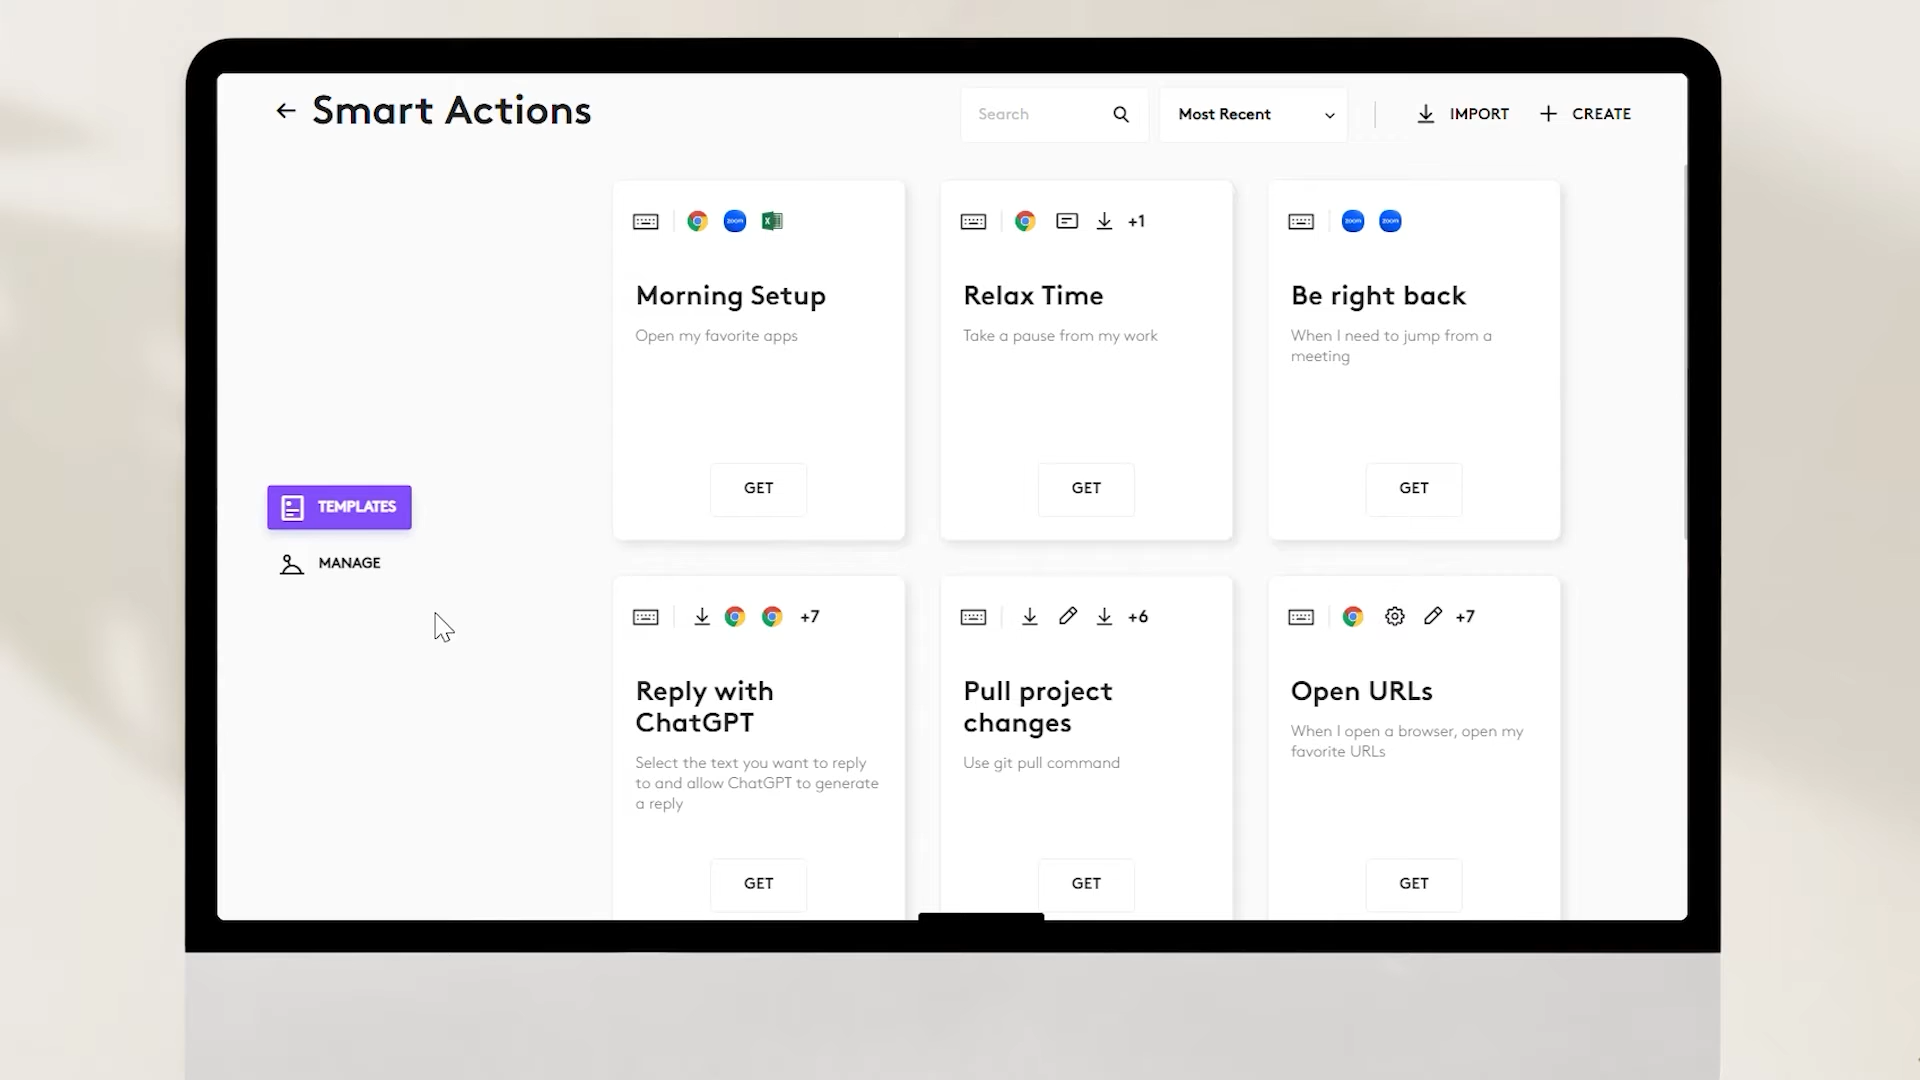 Smart Actions
Search
Most Recent
IMPORT
CREATE
zoom
+1
zoom
zoom
Morning Setup
Open my favorite apps
GET
Relax Time
Take a pause from my work
GET
Be right back
When I need to jump from a
meeting
GET
TEMPLATES
MANAGE
+7
Reply with
ChatGPT
Select the text you want to reply
to and allow ChatGPT to generate
a reply
GET
+6
Pull project
changes
Use git pull command
GET
+7
Open URLs
When I open a browser, open my
favorite URLs
GET